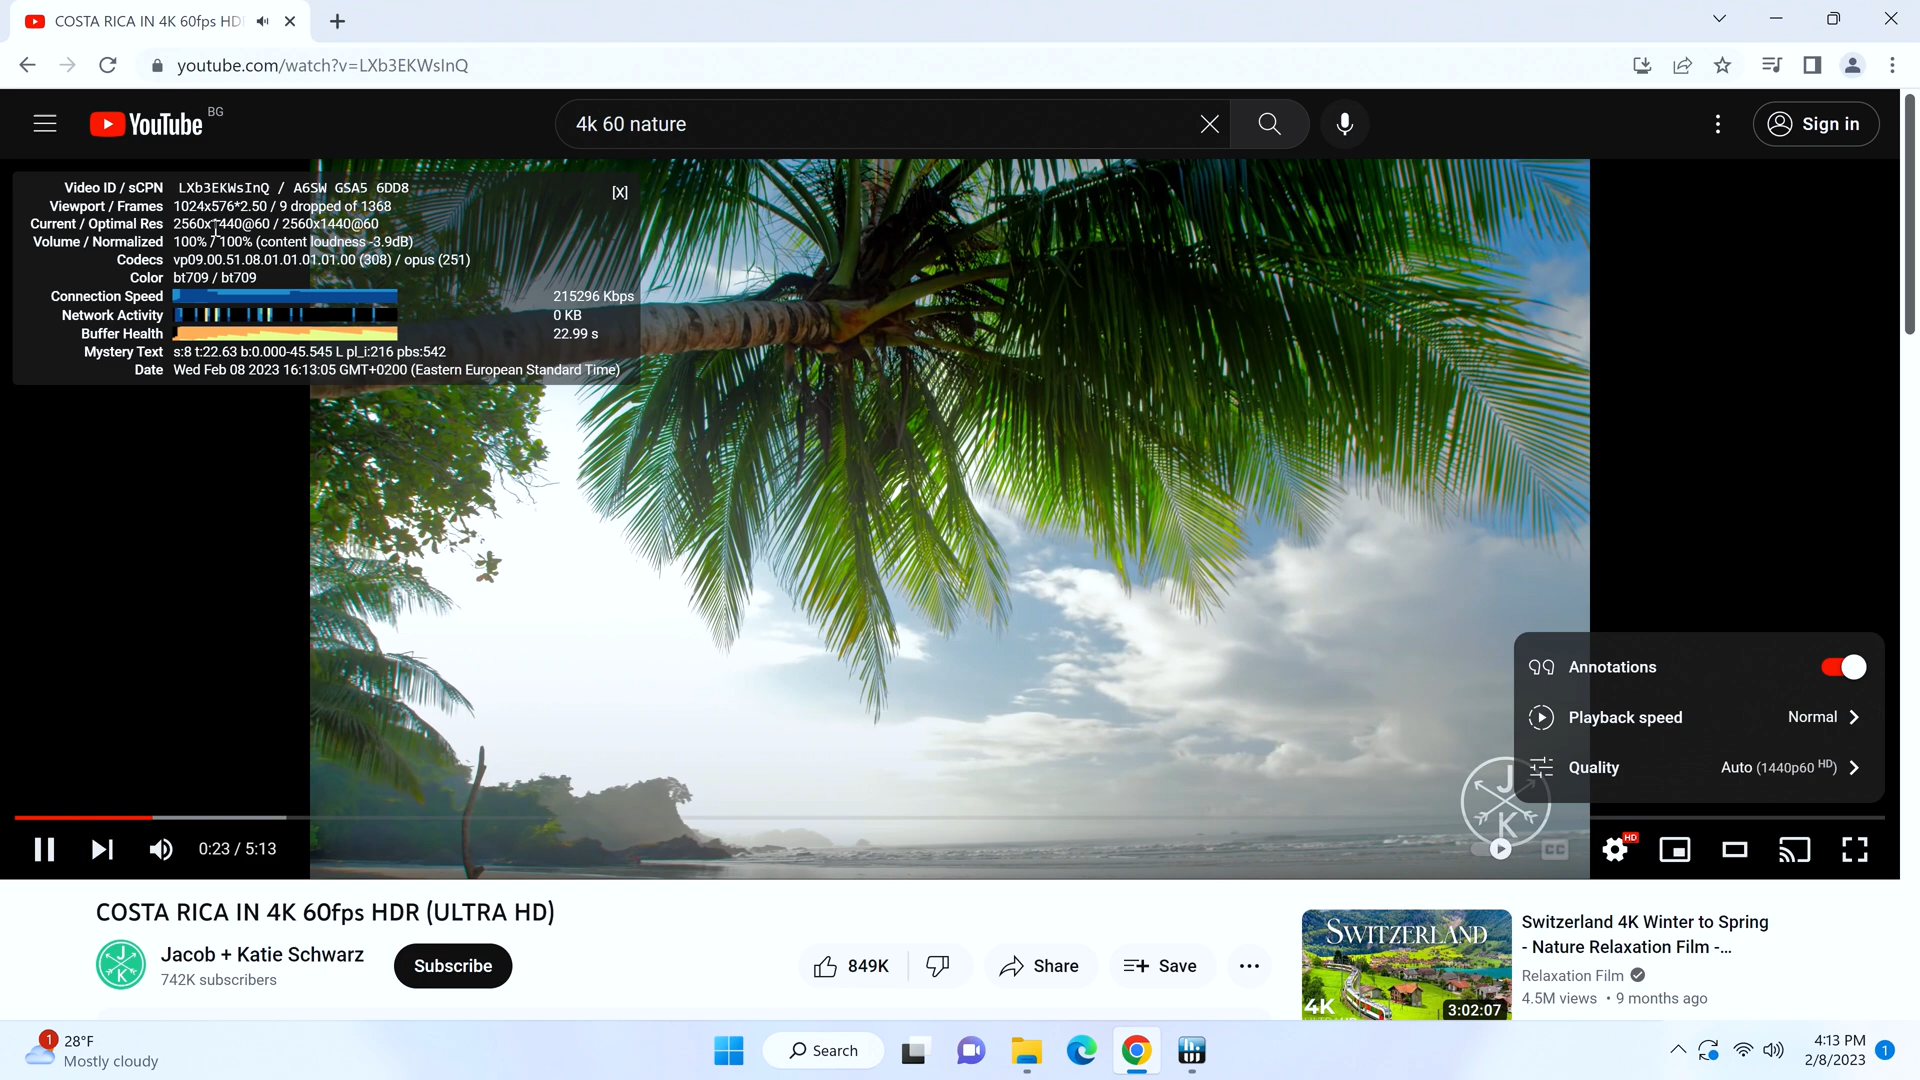 COSTA RICA IN 4K 60fps HD
youtube.com/watch?v=LXb3EKWsInQ
YouTube BG
4k 60 nature
Sign in
Video ID / sCPN LXb3EKWsInQ / A6SW GSA5 6DD8
[X]
Viewport / Frames 1024x576*2.50 / 9 dropped of 1368
Current / Optimal Res 2560x1440@60 / 2560x1440@60
Volume / Normalized 100% / 100% (content loudness -3.9dB)
Codecs vp09.00.51.08.01.01.01.01.00 (308) / opus (251)
Color bt709 / bt709
Connection Speed 215296 Kbps
Network Activity 0 KB
Buffer Health 22.99 s
Mystery Text s:8 t:22.63 b:0.000-45.545 L pl_i:216 pbs:542
Date Wed Feb 08 2023 16:13:05 GMT+0200 (Eastern European Standard Time)
Annotations
Playback speed Normal
Quality Auto (1440p60 HD)
J
K
0:23 / 5:13
CC
HD
COSTA RICA IN 4K 60fps HDR (ULTRA HD)
JK
Jacob + Katie Schwarz
742K subscribers
Subscribe
849K
Share
Save
SWITZERLAND
4K
3:02:07
Switzerland 4K Winter to Spring
- Nature Relaxation Film -...
Relaxation Film
4.5M views • 9 months ago
1
28°F
Mostly cloudy
Search
4:13 PM
2/8/2023
1